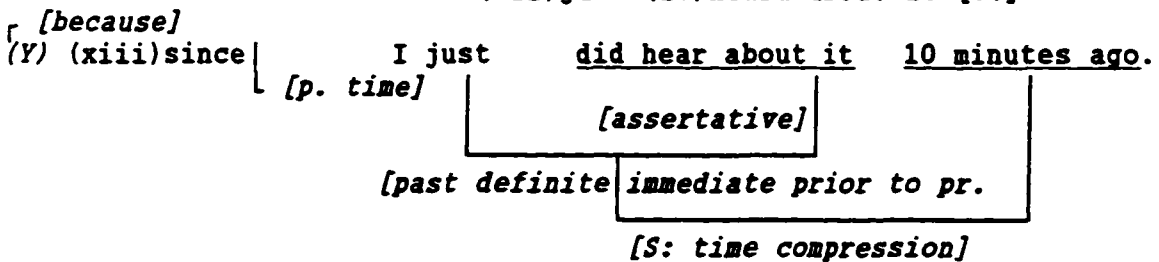 [because]
(Y) (xiii)since I just did hear about it 10 minutes ago.
[p. time]
[assertative]
[past definite immediate prior to pr.
[S: time compression]